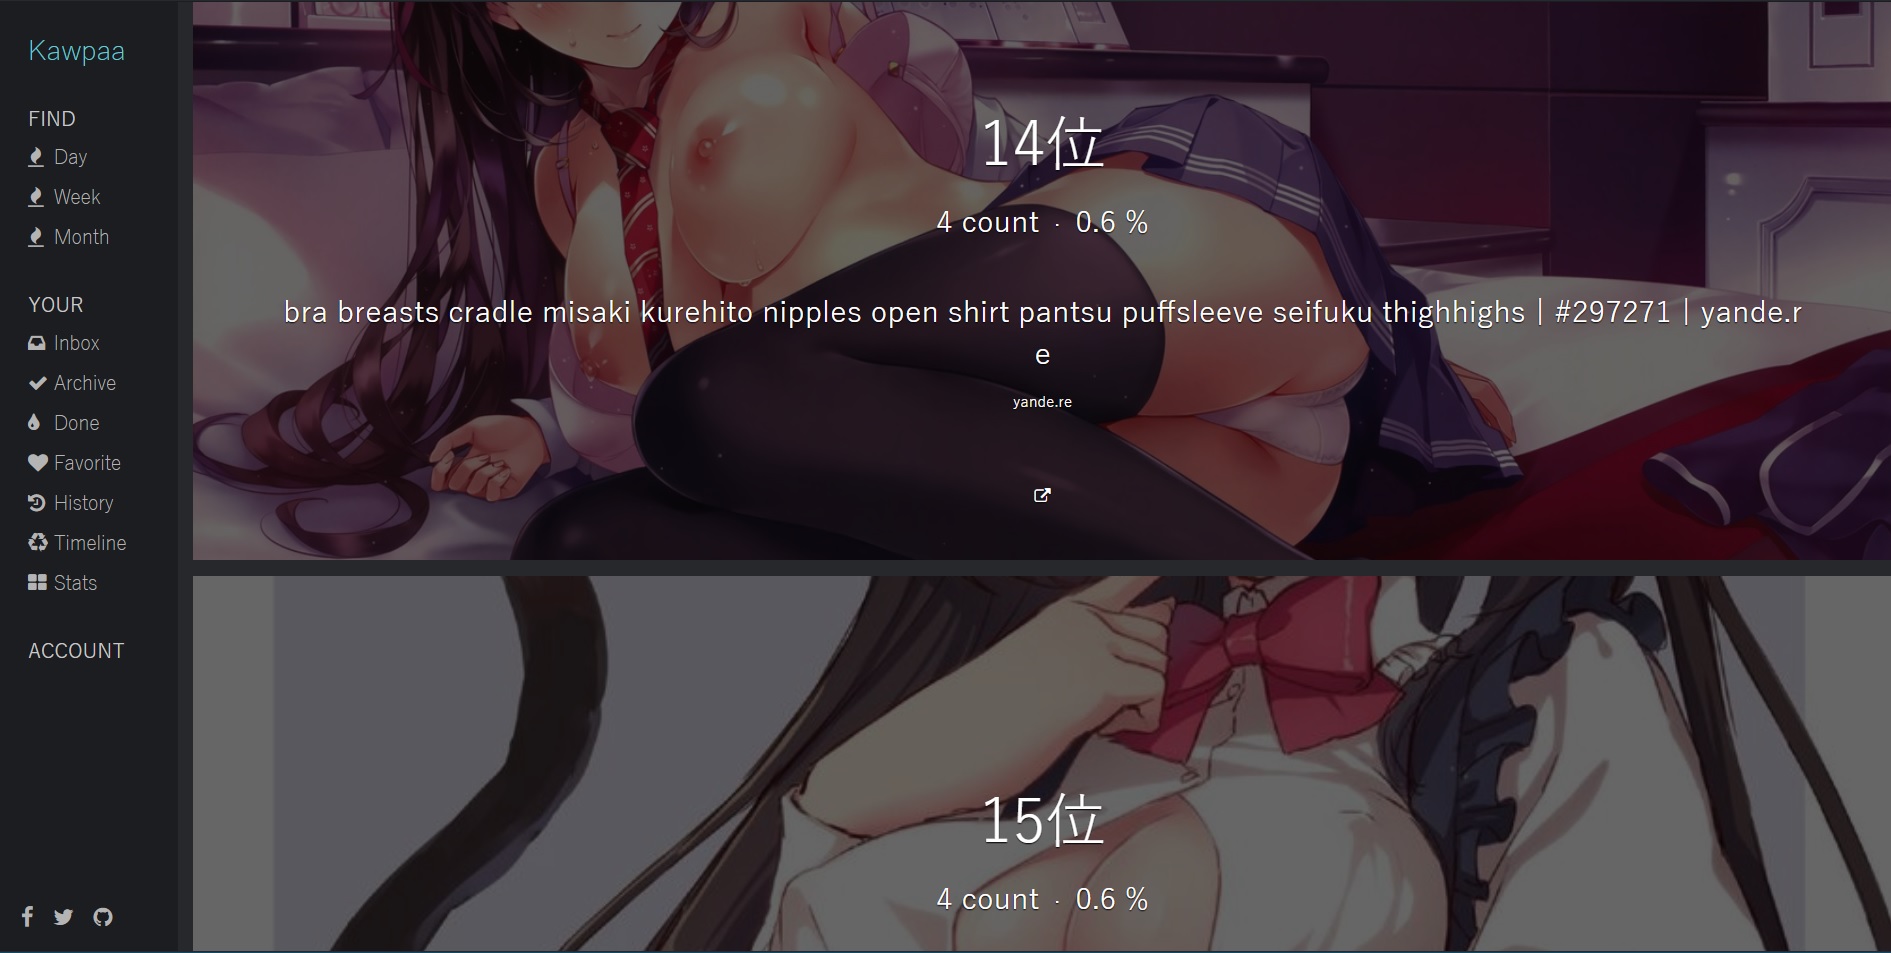 Kawpaa
FIND
Day
Week
Month
YOUR
Inbox
Archive
Done
Favorite
History
Timeline
Stats
ACCOUNT
14位
4 count · 0.6 %
bra breasts cradle misaki kurehito nipples open shirt pantsu puffsleeve seifuku thighhighs | #297271 | yande.r
e
yande.re
15位
4 count · 0.6 %